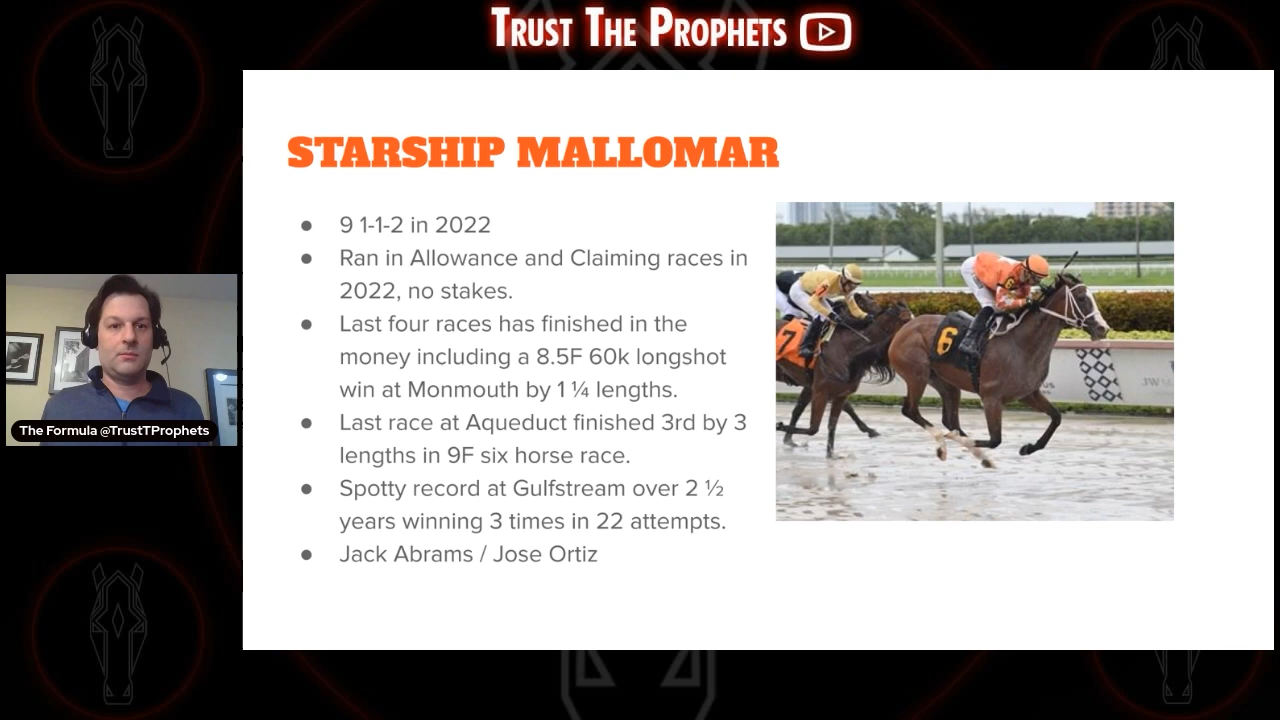 TRUST THE PROPHETS
STARSHIP MALLOMAR
● 9 1-1-2 in 2022
● Ran in Allowance and Claiming races in
2022, no stakes.
● Last four races has finished in the
money including a 8.5F 60k longshot
win at Monmouth by 1 ¼ lengths.
● Last race at Aqueduct finished 3rd by 3
lengths in 9F six horse race.
● Spotty record at Gulfstream over 2 ½
years winning 3 times in 22 attempts.
● Jack Abrams / Jose Ortiz
7
6
The Formula @TrustTProphets